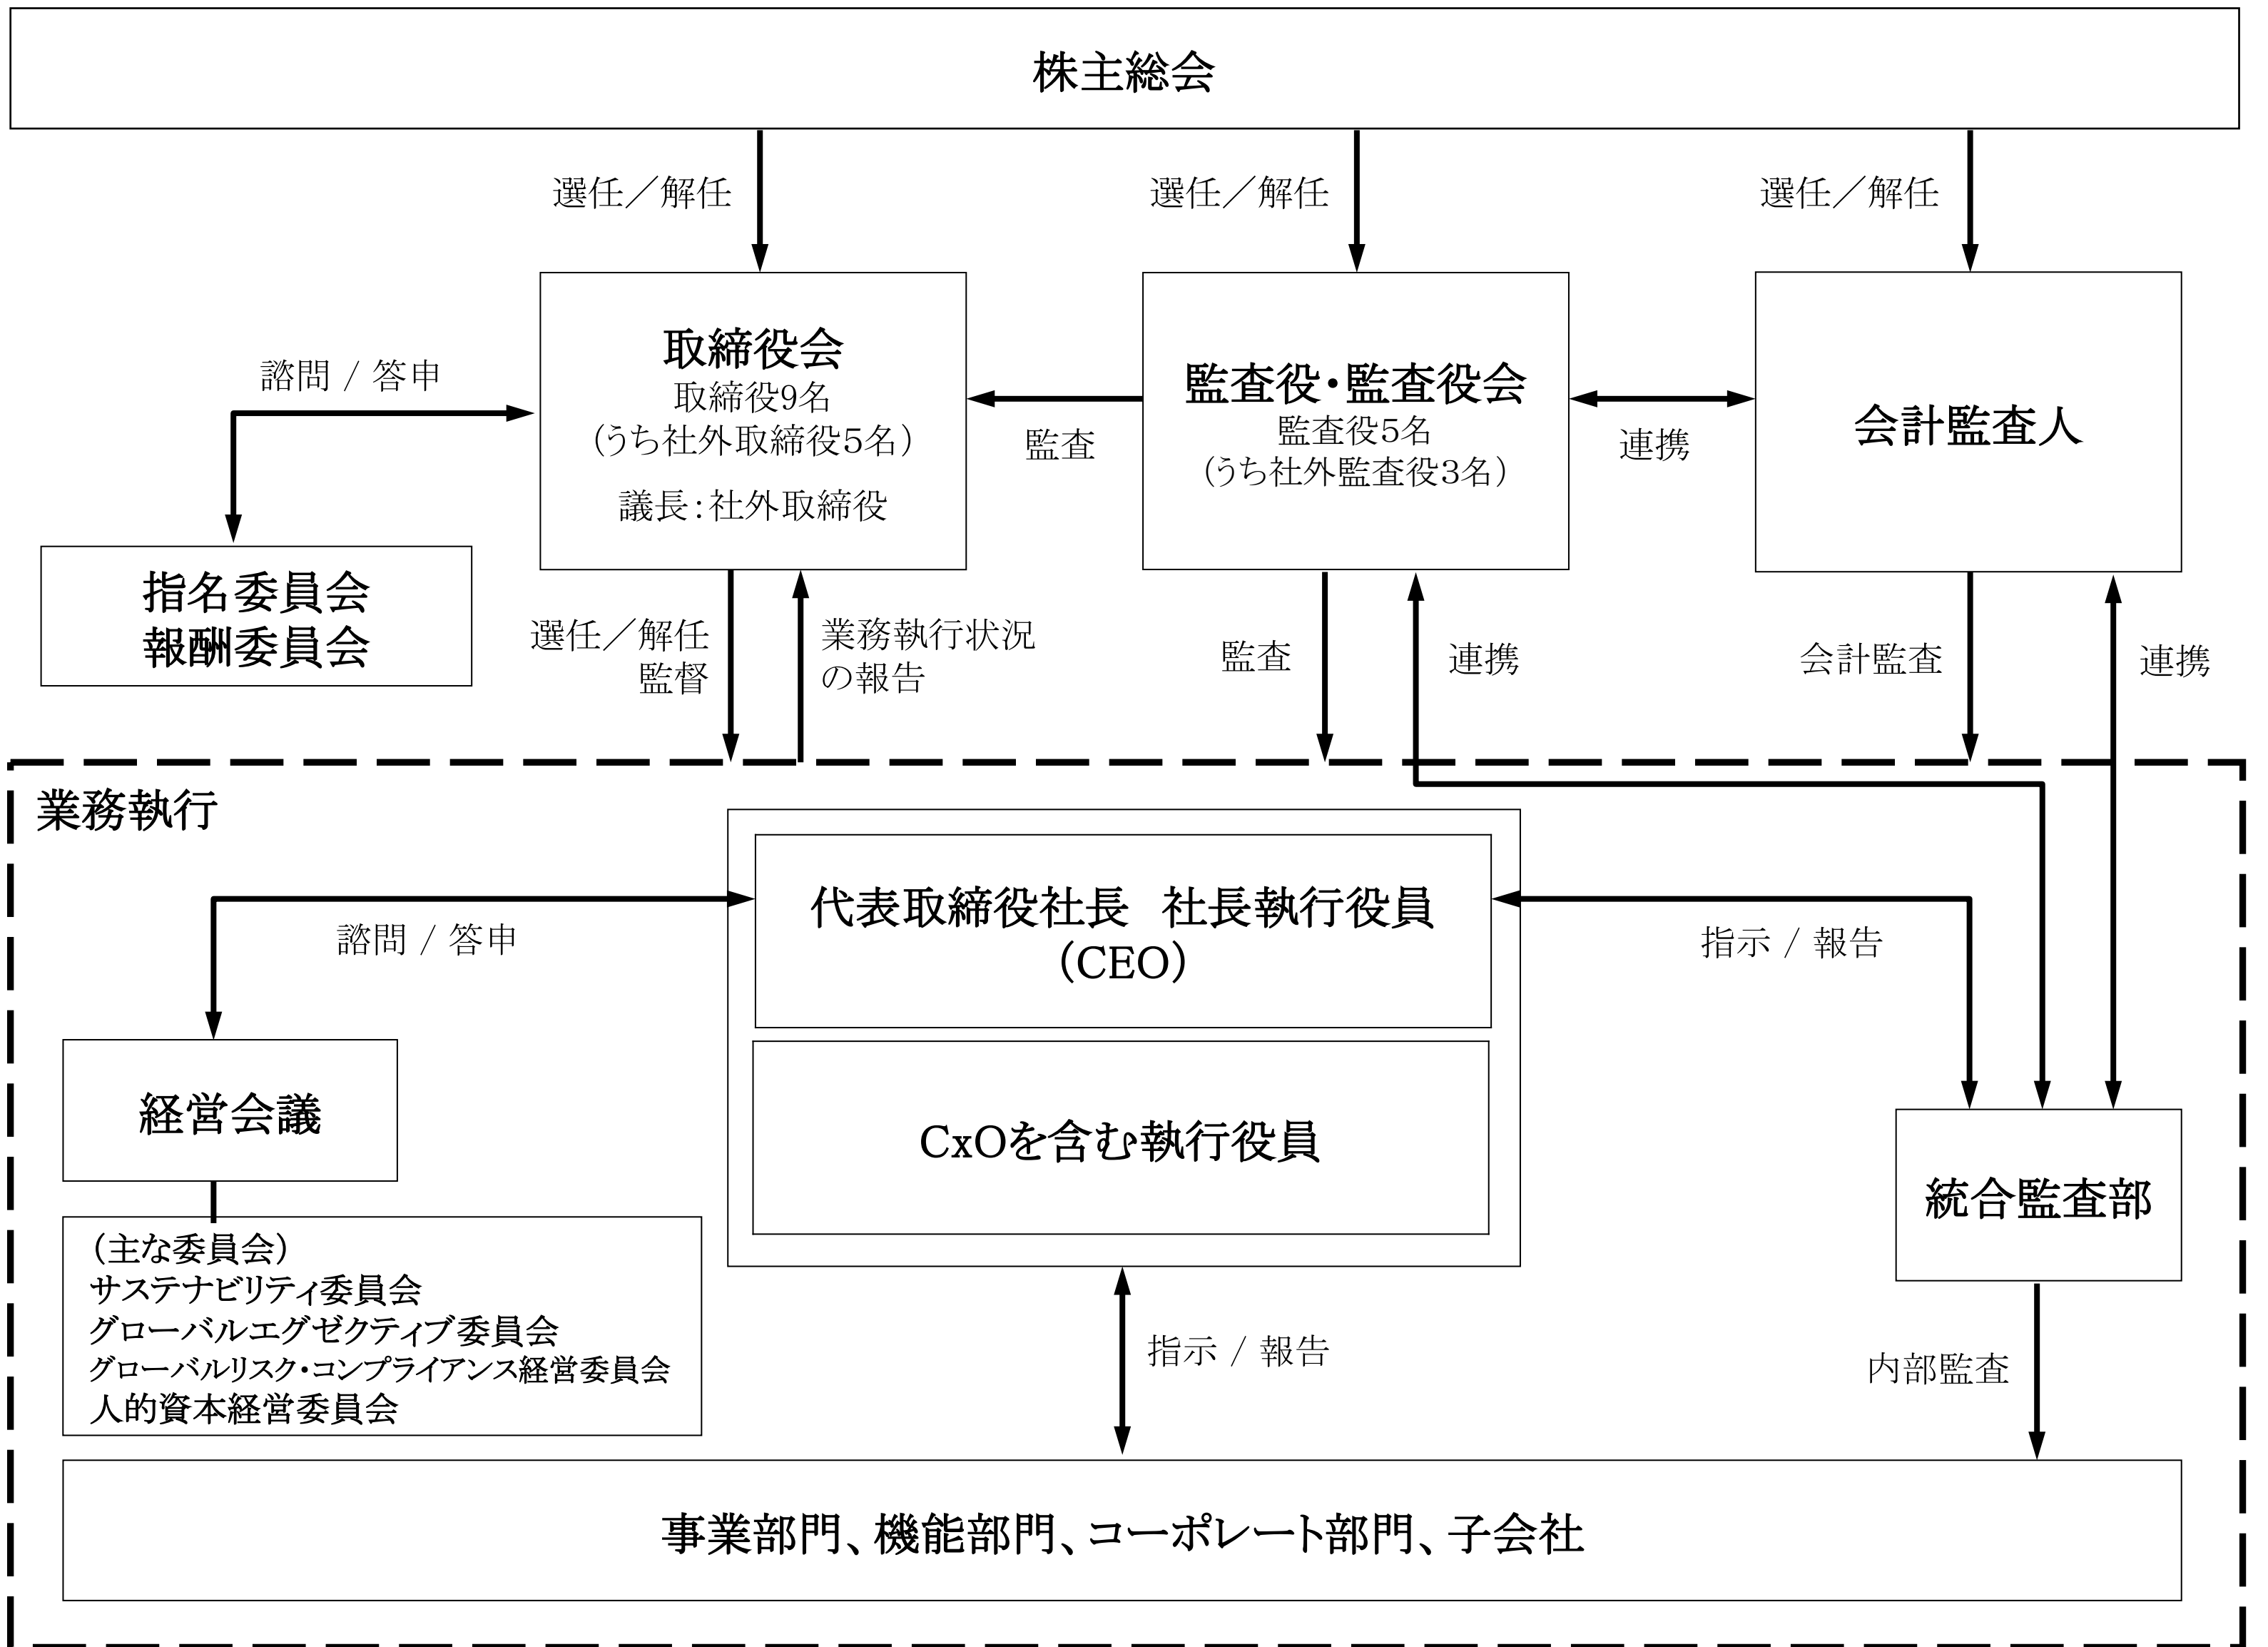 株主総会
選任／解任
選任／解任
選任／解任
取締役会
取締役9名
（うち社外取締役5名）
議長：社外取締役
監査役・監査役会
監査役5名
（うち社外監査役3名）
会計監査人
諮問 / 答申
監査
連携
指名委員会
報酬委員会
選任／解任
監督
業務執行状況
の報告
監査
連携
会計監査
連携
業務執行
代表取締役社長　社長執行役員
（CEO）
諮問 / 答申
指示 / 報告
経営会議
CxOを含む執行役員
統合監査部
（主な委員会）
サステナビリティ委員会
グローバルエグゼクティブ委員会
グローバルリスク・コンプライアンス経営委員会
人的資本経営委員会
指示 / 報告
内部監査
事業部門、機能部門、コーポレート部門、子会社